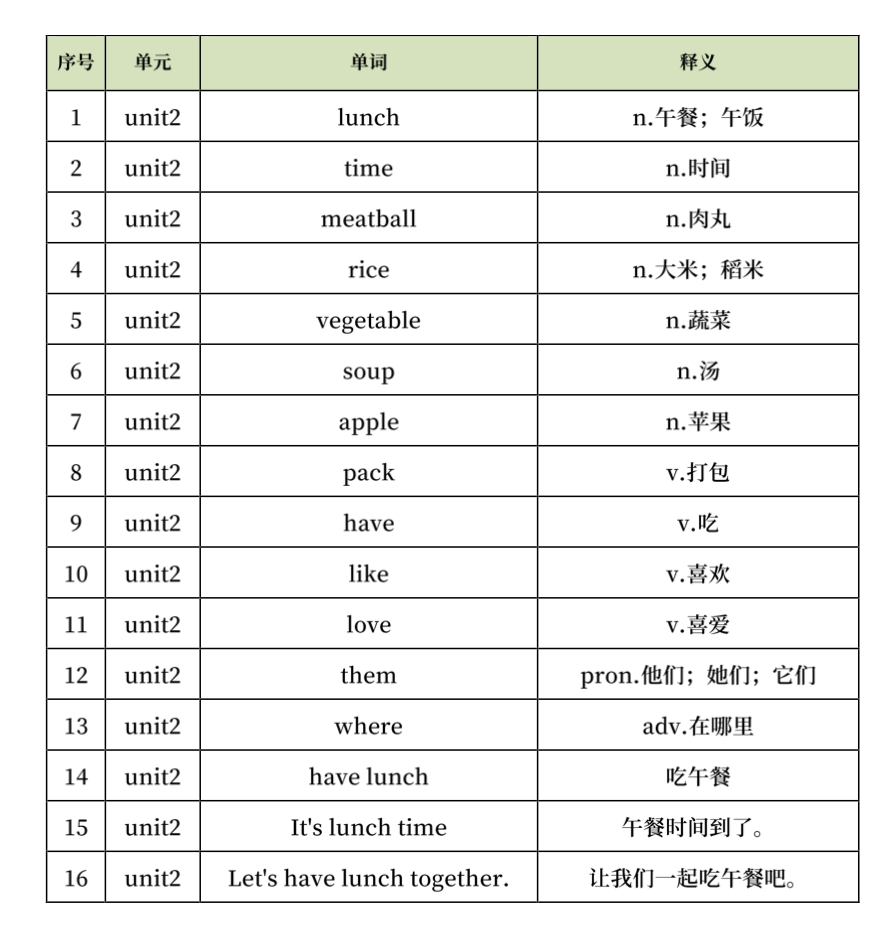 序号 单元 单词 释义
1 unit2 lunch n.午餐；午饭
2 unit2 time n.时间
3 unit2 meatball n.肉丸
4 unit2 rice n.大米；稻米
5 unit2 vegetable n.蔬菜
6 unit2 soup n.汤
7 unit2 apple n.苹果
8 unit2 pack v.打包
9 unit2 have v.吃
10 unit2 like v.喜欢
11 unit2 love v.喜爱
12 unit2 them pron.他们；她们；它们
13 unit2 where adv.在哪里
14 unit2 have lunch 吃午餐
15 unit2 It's lunch time 午餐时间到了。
16 unit2 Let's have lunch together. 让我们一起吃午餐吧。